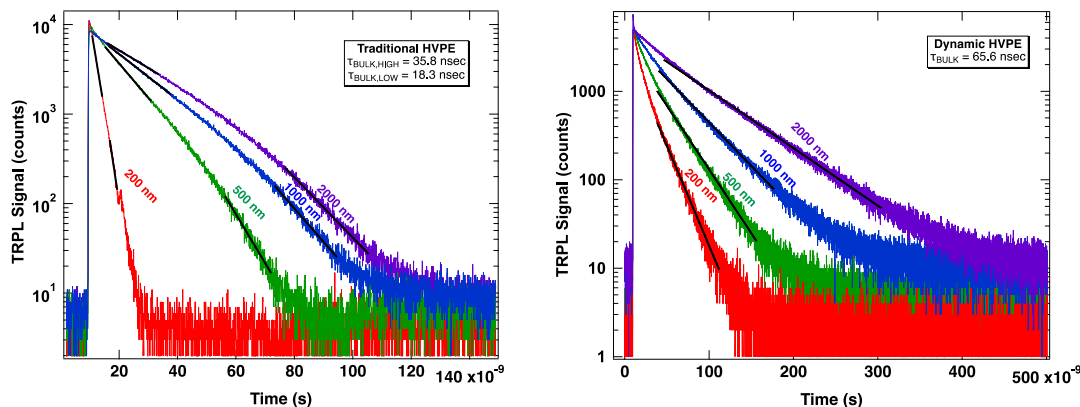 TRPL Signal (counts)
10^4
10^3
10^2
10^1
Traditional HVPE
τBULK,HIGH = 35.8 nsec
τBULK,LOW = 18.3 nsec
200 nm
500 nm
1000 nm
2000 nm
20 40 60 80 100 120 140 x10^-9
Time (s)
TRPL Signal (counts)
1000
100
10
1
Dynamic HVPE
τBULK = 65.6 nsec
2000 nm
1000 nm
500 nm
200 nm
0 100 200 300 400 500 x10^-9
Time (s)